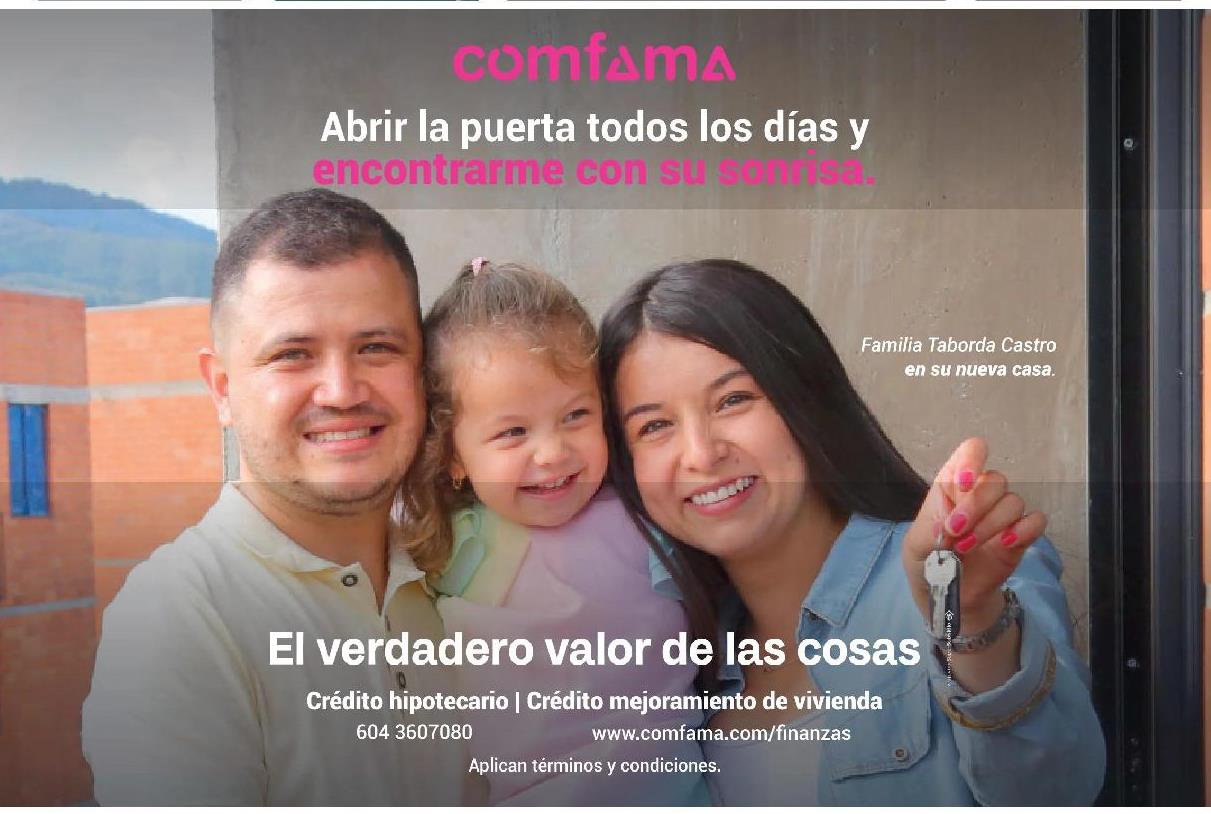 comfama
Abrir la puerta todos los días y
encontrarme con su sonrisa.
Familia Taborda Castro
en su nueva casa.
El verdadero valor de las cosas
Crédito hipotecario | Crédito mejoramiento de vivienda
604 3607080 www.comfama.com/finanzas
Aplican términos y condiciones.